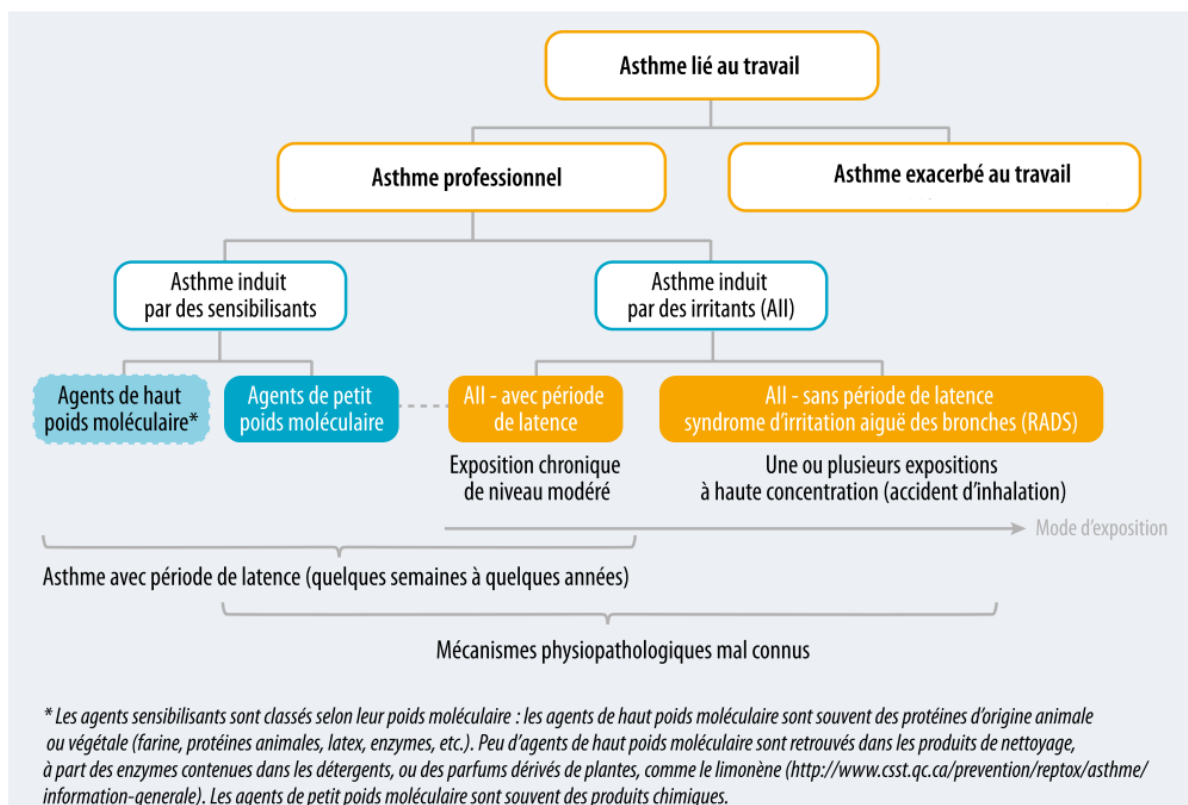 Asthme lié au travail
Asthme professionnel
Asthme exacerbé au travail
Asthme induit
par des sensibilisants
Asthme induit
par des irritants (AII)
Agents de haut
poids moléculaire*
Agents de petit
poids moléculaire
AII - avec période
de latence
AII - sans période de latence
syndrome d'irritation aiguë des bronches (RADS)
Exposition chronique
de niveau modéré
Une ou plusieurs expositions
à haute concentration (accident d'inhalation)
Mode d'exposition
Asthme avec période de latence (quelques semaines à quelques années)
Mécanismes physiopathologiques mal connus
* Les agents sensibilisants sont classés selon leur poids moléculaire : les agents de haut poids moléculaire sont souvent des protéines d'origine animale
ou végétale (farine, protéines animales, latex, enzymes, etc.). Peu d'agents de haut poids moléculaire sont retrouvés dans les produits de nettoyage,
à part des enzymes contenues dans les détergents, ou des parfums dérivés de plantes, comme le limonène (http://www.csst.qc.ca/prevention/reptox/asthme/
information-generale). Les agents de petit poids moléculaire sont souvent des produits chimiques.